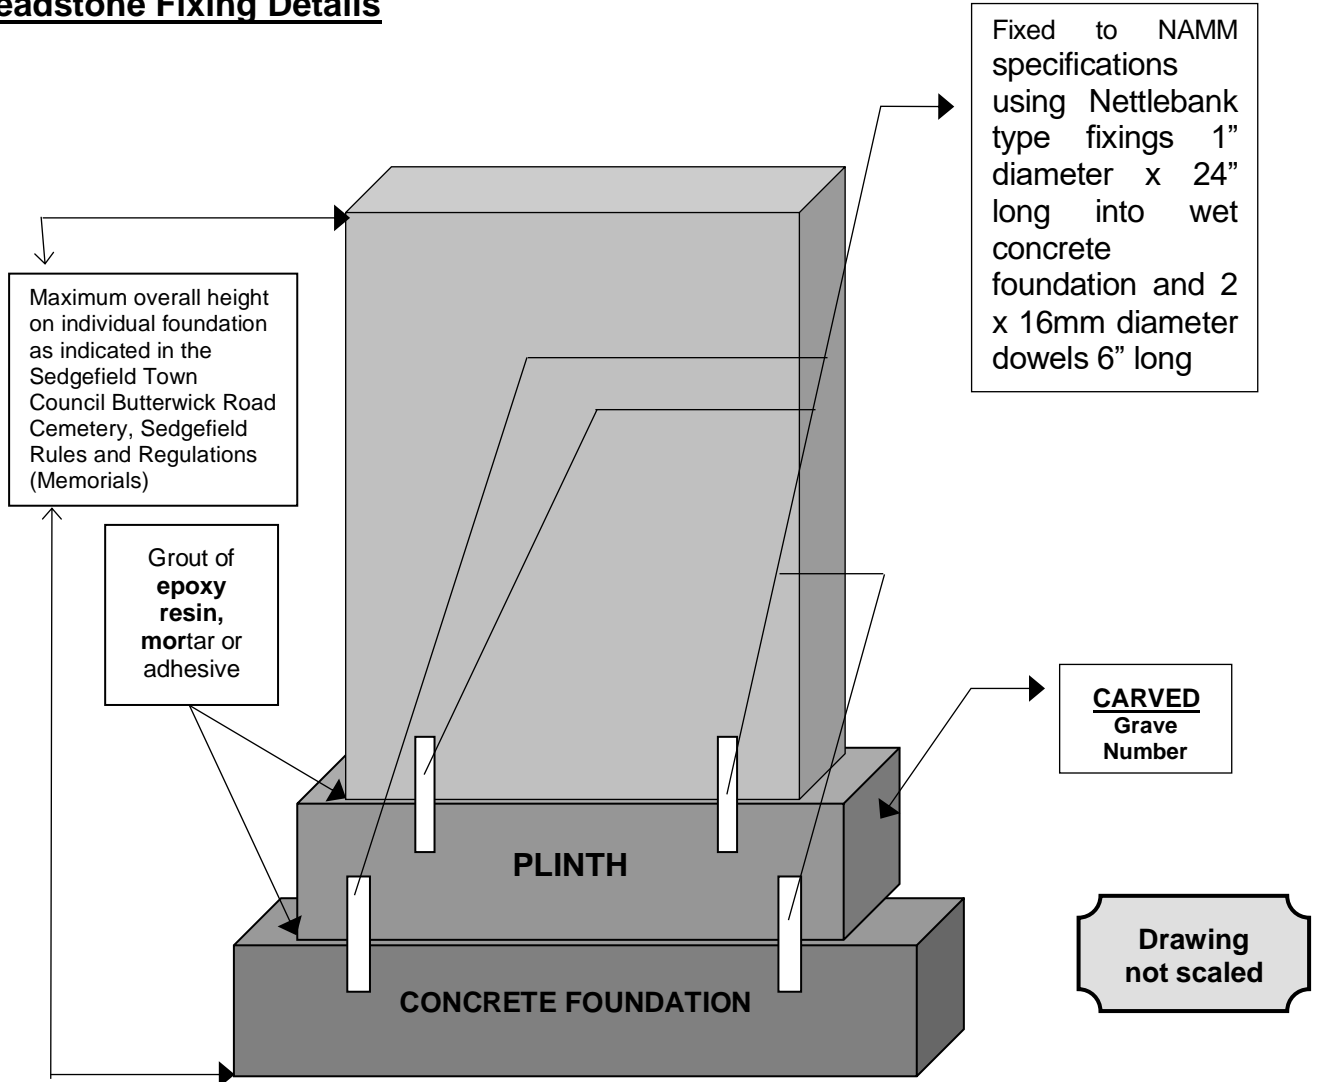 eadstone Fixing Details
Fixed to NAMM
specifications
using Nettlebank
type fixings 1”
diameter x 24”
long into wet
concrete
foundation and 2
x 16mm diameter
dowels 6” long
Maximum overall height
on individual foundation
as indicated in the
Sedgefield Town
Council Butterwick Road
Cemetery, Sedgefield
Rules and Regulations
(Memorials)
Grout of
epoxy
resin,
mortar or
adhesive
CARVED
Grave
Number
PLINTH
Drawing
not scaled
CONCRETE FOUNDATION